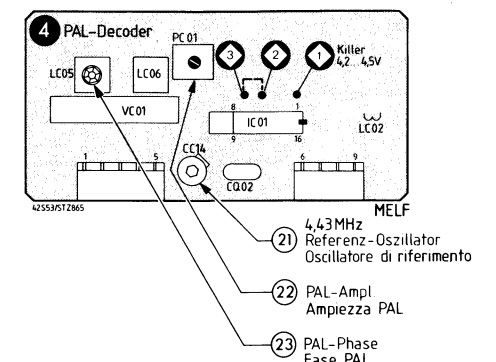 4 PAL-Decoder
PC01
3 2 1 Killer
4,2...4,5V
LC05 LC06
VC01
8 1
IC01
9 16
LC02
CC14
1 5
CQ02
6 9
42S53/STZ865
MELF
4,43MHz
21 Referenz-Oszillator
Oscillatore di riferimento
22 PAL-Ampl.
Ampiezza PAL
23 PAL-Phase
Fase PAL